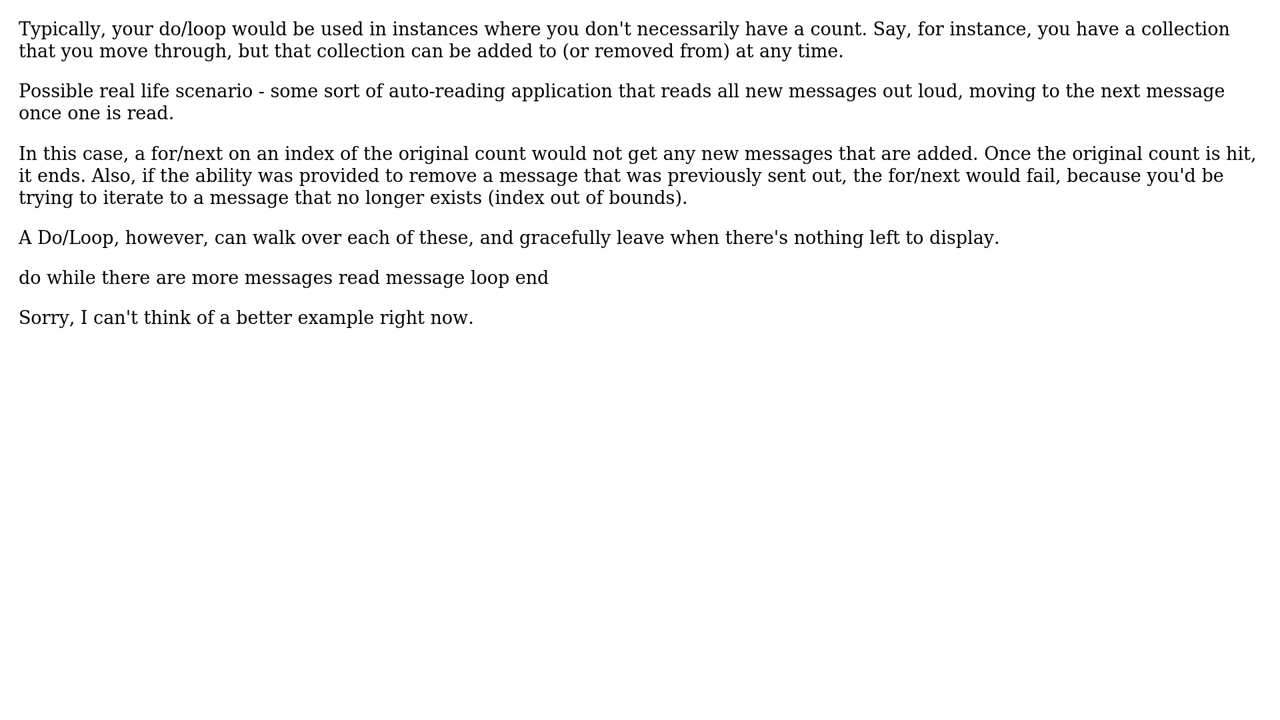 Typically, your do/loop would be used in instances where you don't necessarily have a count. Say, for instance, you have a collection
that you move through, but that collection can be added to (or removed from) at any time.
Possible real life scenario - some sort of auto-reading application that reads all new messages out loud, moving to the next message
once one is read.
In this case, a for/next on an index of the original count would not get any new messages that are added. Once the original count is hit,
it ends. Also, if the ability was provided to remove a message that was previously sent out, the for/next would fail, because you'd be
trying to iterate to a message that no longer exists (index out of bounds).
A Do/Loop, however, can walk over each of these, and gracefully leave when there's nothing left to display.
do while there are more messages read message loop end
Sorry, I can't think of a better example right now.